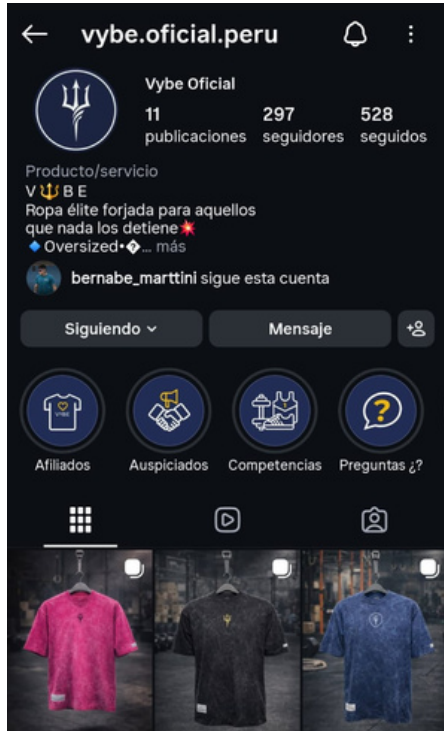 vybe.oficial.peru
Vybe Oficial
11 297 528
publicaciones seguidores seguidos
Producto/servicio
V🔱B E
Ropa élite forjada para aquellos
que nada los detiene💥
🔹Oversized•�... más
bernabe_marttini sigue esta cuenta
Siguiendo Mensaje
VYBE
Afiliados Auspiciados Competencias Preguntas ¿?